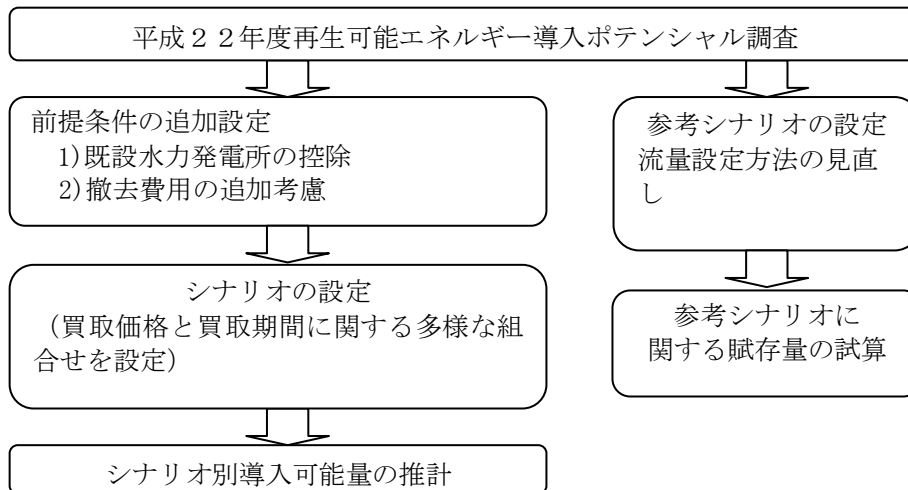 平成２２年度再生可能エネルギー導入ポテンシャル調査
前提条件の追加設定
1)既設水力発電所の控除
2)撤去費用の追加考慮
シナリオの設定
（買取価格と買取期間に関する多様な組
合せを設定）
シナリオ別導入可能量の推計
参考シナリオの設定
流量設定方法の見直
し
参考シナリオに
関する賦存量の試算